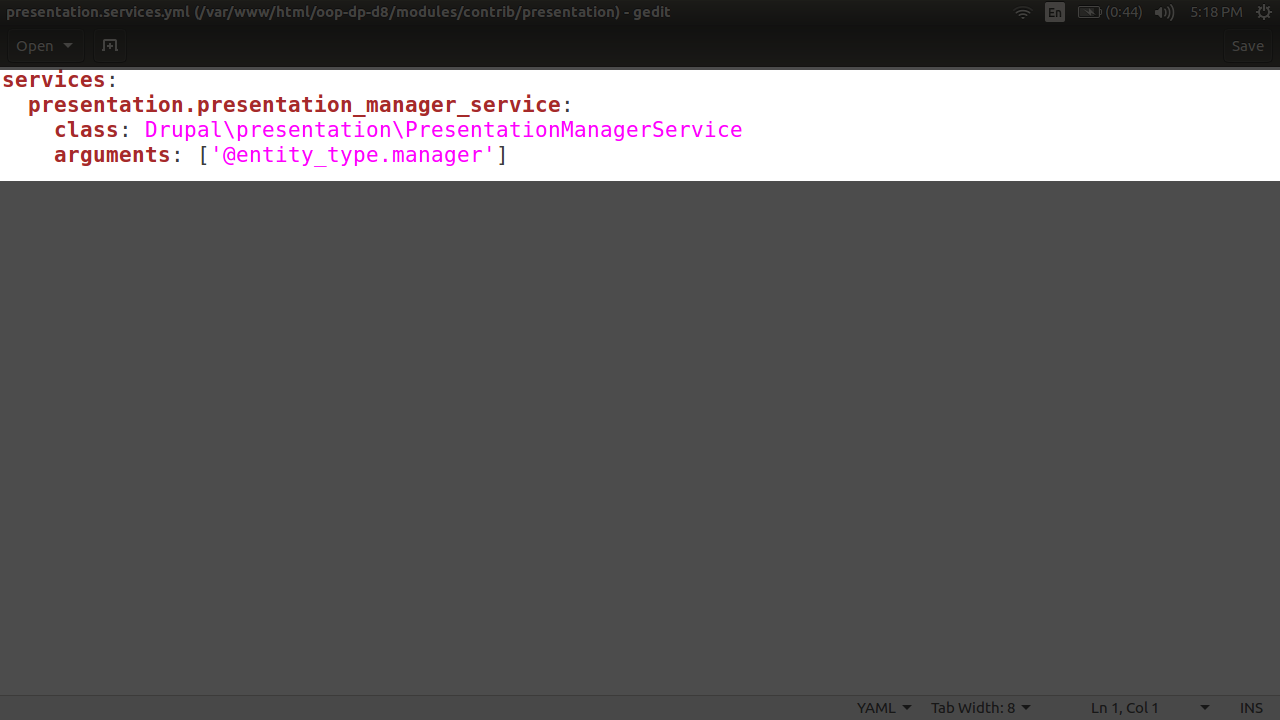 presentation.services.yml (/var/www/html/oop-dp-d8/modules/contrib/presentation) - gedit
En
(0:44)
5:18 PM
Open
Save
services:
  presentation.presentation_manager_service:
    class: Drupal\presentation\PresentationManagerService
    arguments: ['@entity_type.manager']
YAML
Tab Width: 8
Ln 1, Col 1
INS